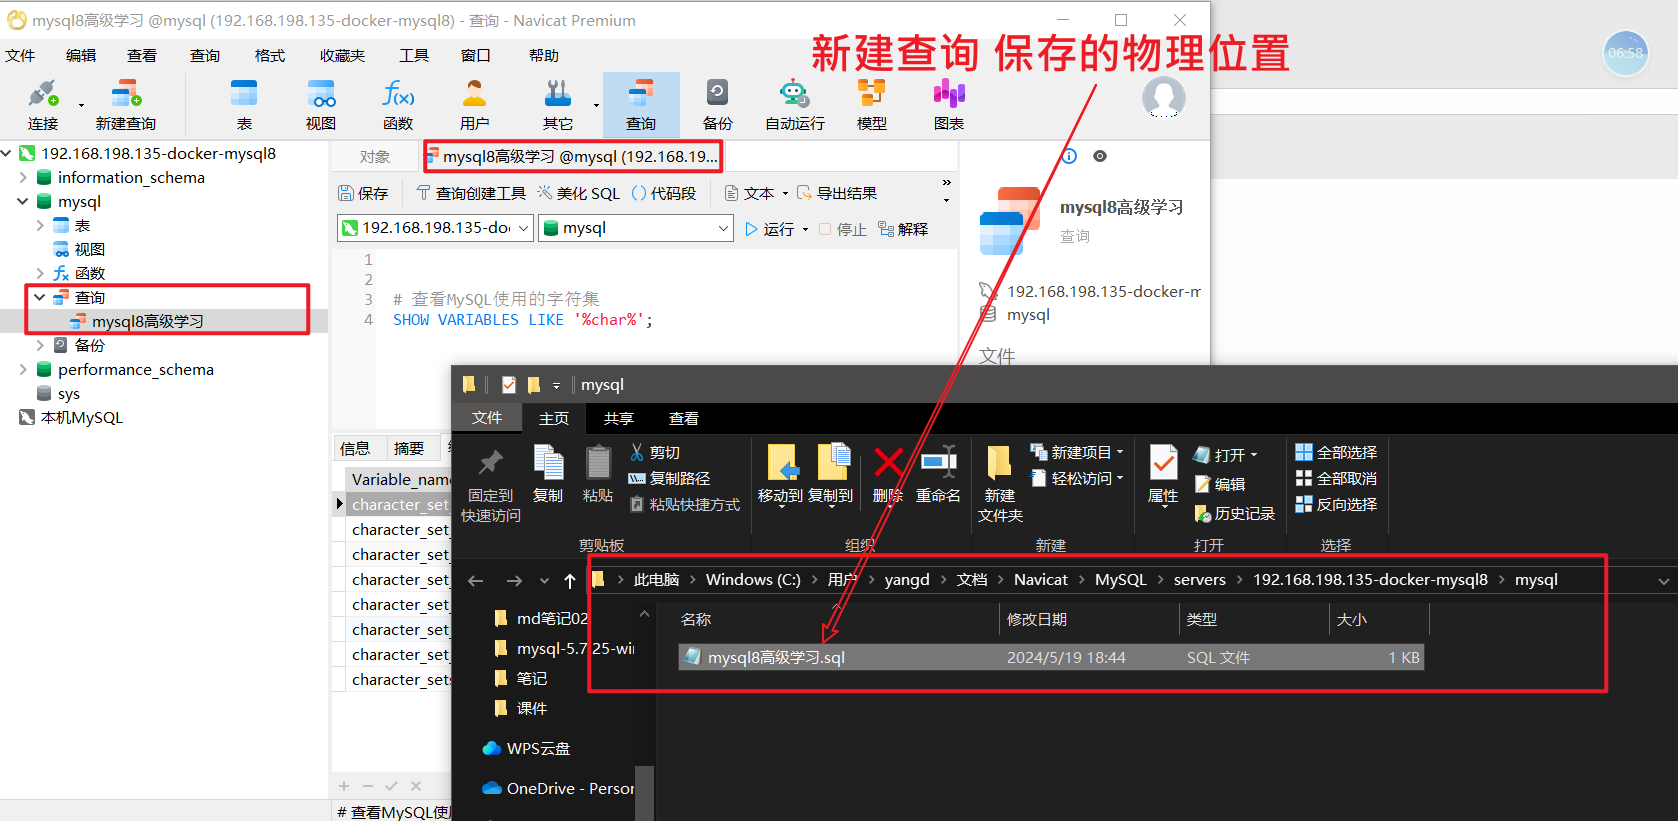 mysql8高级学习 @mysql (192.168.198.135-docker-mysql8) - 查询 - Navicat Premium
文件 编辑 查看 查询 格式 收藏夹 工具 窗口 帮助
新建查询 保存的物理位置
06:58
连接 新建查询 表 视图 函数 用户 其它 查询 备份 自动运行 模型 图表
192.168.198.135-docker-mysql8
information_schema
mysql
表
视图
函数
查询
mysql8高级学习
备份
performance_schema
sys
本机MySQL
对象 mysql8高级学习 @mysql (192.168.19...
保存 查询创建工具 美化 SQL () 代码段 文本 导出结果
192.168.198.135-do mysql 运行 停止 解释
1
2
3 # 查看MySQL使用的字符集
4 SHOW VARIABLES LIKE '%char%';
mysql8高级学习
查询
192.168.198.135-docker-m
mysql
文件
信息 摘要
Variable_name
character_set_
character_set_
character_set_
character_set_
character_set_
character_set_
character_set_
character_sets
+ − ✓ ✕
# 查看MySQL使用
mysql
文件 主页 共享 查看
固定到快速访问 复制 粘贴 剪切 复制路径 粘贴快捷方式
移动到 复制到 删除 重命名 新建文件夹 新建项目 轻松访问
属性 打开 编辑 历史记录 全部选择 全部取消 反向选择
剪贴板 组织 新建 打开 选择
此电脑 > Windows (C:) > 用户 > yangd > 文档 > Navicat > MySQL > servers > 192.168.198.135-docker-mysql8 > mysql
md笔记02
mysql-5.7.25-win
笔记
课件
WPS云盘
OneDrive - Person
名称 修改日期 类型 大小
mysql8高级学习.sql 2024/5/19 18:44 SQL 文件 1 KB